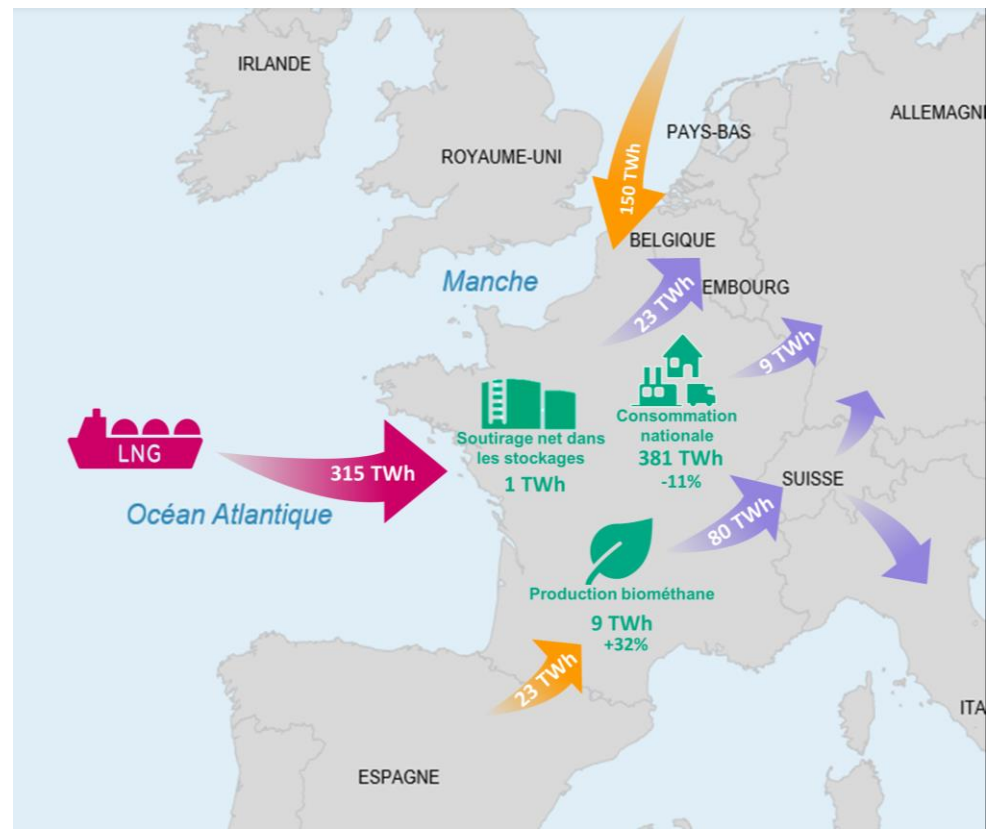 IRLANDE
ROYAUME-UNI
PAYS-BAS
ALLEMAGN
150 TWh
BELGIQUE
Manche
EMBOURG
23 TWh
9 TWh
Consommation
nationale
381 TWh
-11%
Soutirage net dans
les stockages
1 TWh
LNG
315 TWh
Océan Atlantique
SUISSE
80 TWh
Production biométhane
9 TWh
+32%
23 TWh
ITA
ESPAGNE